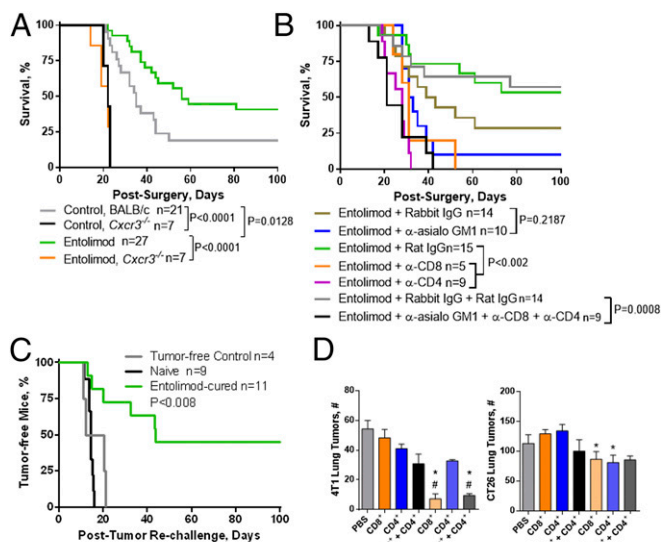 A
Survival, %
100
75
50
25
0
0 20 40 60 80 100
Post-Surgery, Days
Control, BALB/c n=21
Control, Cxcr3-/- n=7
Entolimod n=27
Entolimod, Cxcr3-/- n=7
P<0.0001
P<0.0001
P=0.0128
B
Survival, %
100
75
50
25
0
0 20 40 60 80 100
Post-Surgery, Days
Entolimod + Rabbit IgG n=14
Entolimod + α-asialo GM1 n=10
Entolimod + Rat IgGn=15
Entolimod + α-CD8 n=5
Entolimod + α-CD4 n=9
Entolimod + Rabbit IgG + Rat IgGn=14
Entolimod + α-asialo GM1 + α-CD8 + α-CD4 n=9
P=0.2187
P<0.002
P=0.0008
C
Tumor-free Mice, %
100
75
50
25
0
0 20 40 60 80 100
Post-Tumor Re-challenge, Days
Tumor-free Control n=4
Naive n=9
Entolimod-cured n=11
P<0.008
D
4T1 Lung Tumors, #
80
60
40
20
0
*
#
*
#
PBS
CD8+
CD4+
+ CD4+
CD8+
CD4+
+ CD4+
CT26 Lung Tumors, #
200
150
100
50
0
*
*
PBS
CD8+
CD4+
+ CD4+
CD8+
CD4+
+ CD4+